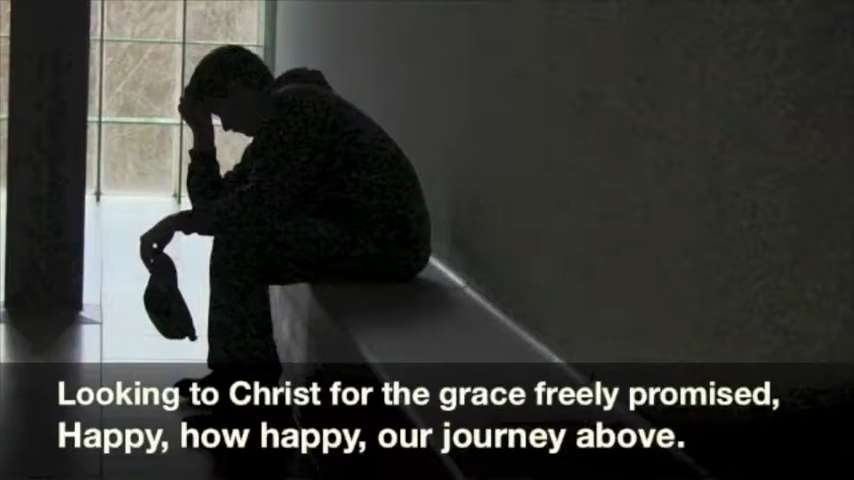 Looking to Christ for the grace freely promised,
Happy, how happy, our journey above.